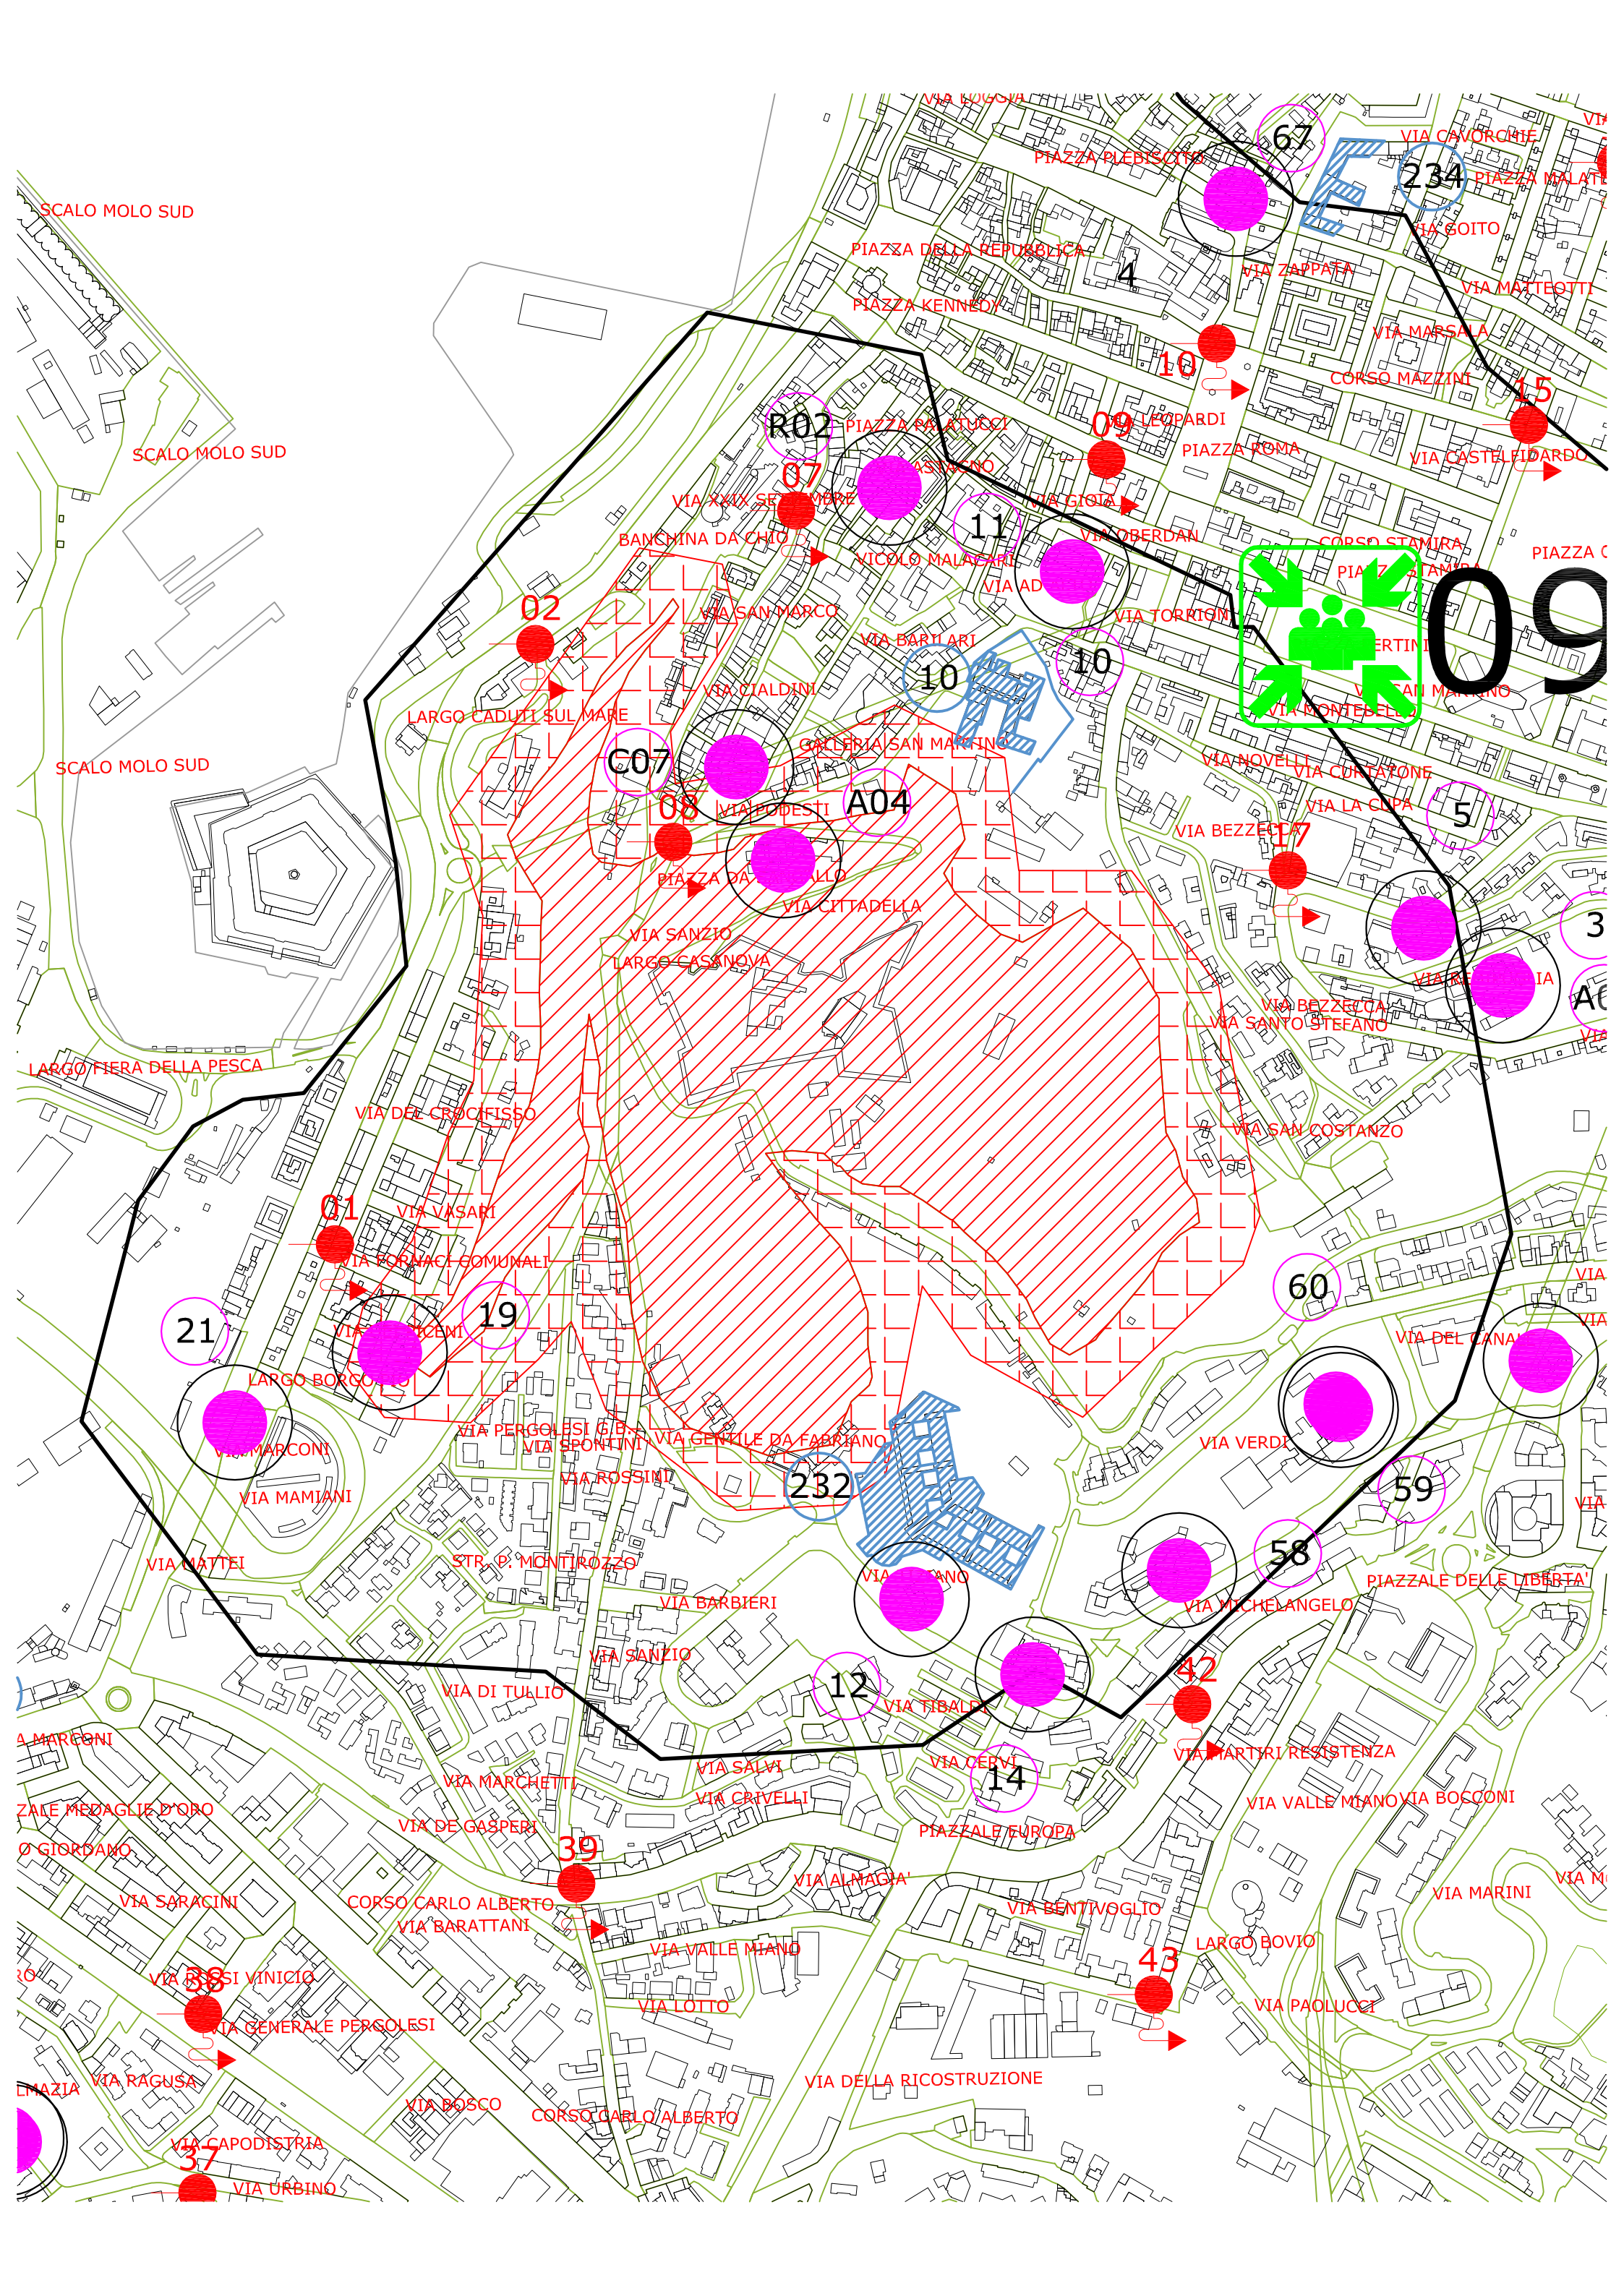 VIA LOGGIA
67
VIA CAVORCHIE
PIAZZA PLEBISCITO
234
SCALO MOLO SUD
VIA GOITO
PIAZZA DELLA REPUBBLICA
4
VIA ZAPPATA
VIA MATTEOTTI
PIAZZA KENNEDY
VIA MARSALA
10
CORSO MAZZINI
15
R02
PIAZZA PALATUCCI
09
VIA LEOPARDI
SCALO MOLO SUD
PIAZZA ROMA
VIA CASTELFIDARDO
07
VIA XXIX SETTEMBRE
VIA GIOIA
11
BANCHINA DA CHIO
VIA OBERDAN
CORSO STAMIRA
VICOLO MALACARI
PIAZZA STAMIRA
VIA AD
02
VIA SAN MARCO
VIA TORRIONI
09
VIA BARILARI
10
10
VIA CIALDINI
SAN MARTINO
LARGO CADUTI SUL MARE
VIA MONTEBELLO
GALLERIA SAN MARTINO
C07
SCALO MOLO SUD
VIA NOVELLI
VIA CURTATONE
A04
VIA PODESTI
08
VIA LA CUPA
5
VIA BEZZECCA
17
PIAZZA DA
VIA CITTADELLA
VIA SANZIO
LARGO CASANOVA
VIA BEZZECCA
VIA SANTO STEFANO
LARGO FIERA DELLA PESCA
VIA DEL CROCIFISSO
VIA SAN COSTANZO
01
VIA VASARI
VIA FORNACI COMUNALI
60
19
21
VIA DEL CANALE
LARGO BORGO
VIA PERGOLESI G.B.
VIA SPONTINI
VIA GENTILE DA FABRIANO
VIA VERDI
VIA MARCONI
VIA ROSSINI
232
59
VIA MAMIANI
58
VIA MATTEI
STR. P. MONTIROZZO
PIAZZALE DELLE LIBERTA'
VIA BARBIERI
VIA MICHELANGELO
VIA SANZIO
12
42
VIA DI TULLIO
VIA TIBALDI
VIA MARCONI
VIA MARTIRI RESISTENZA
VIA SALVI
VIA CERVI
14
VIA MARCHETTI
VIA CRIVELLI
VIA VALLE MIANO
VIA BOCCONI
ZALE MEDAGLIE D'ORO
VIA DE GASPERI
PIAZZALE EUROPA
O GIORDANO
39
VIA ALMAGIA'
VIA MARINI
VIA SARACINI
CORSO CARLO ALBERTO
VIA BENTIVOGLIO
VIA BARATTANI
LARGO BOVIO
VIA VALLE MIANO
43
38
VIA LOTTO
VIA PAOLUCCI
VIA GENERALE PERGOLESI
VIA RAGUSA
VIA DELLA RICOSTRUZIONE
VIA BOSCO
CORSO CARLO ALBERTO
VIA CAPODISTRIA
37
VIA URBINO